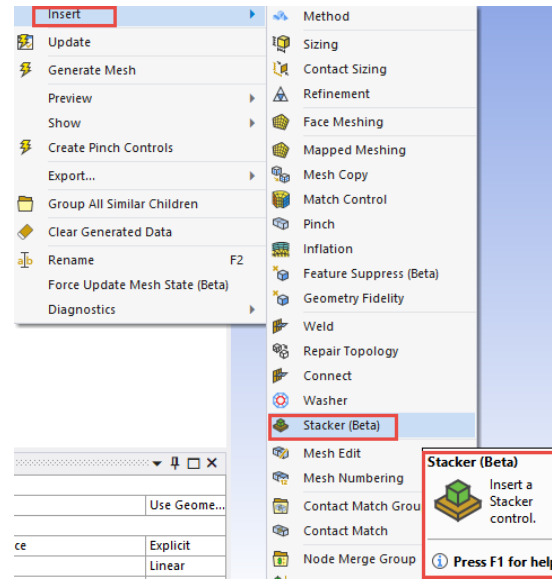 Insert
Update
Generate Mesh
Preview
Show
Create Pinch Controls
Export...
Group All Similar Children
Clear Generated Data
Rename F2
Force Update Mesh State (Beta)
Diagnostics
Method
Sizing
Contact Sizing
Refinement
Face Meshing
Mapped Meshing
Mesh Copy
Match Control
Pinch
Inflation
Feature Suppress (Beta)
Geometry Fidelity
Weld
Repair Topology
Connect
Washer
Stacker (Beta)
Mesh Edit
Mesh Numbering
Contact Match Grou
Contact Match
Node Merge Group
Stacker (Beta)
Insert a
Stacker
control.
Press F1 for help
Use Geome...
ce Explicit
Linear